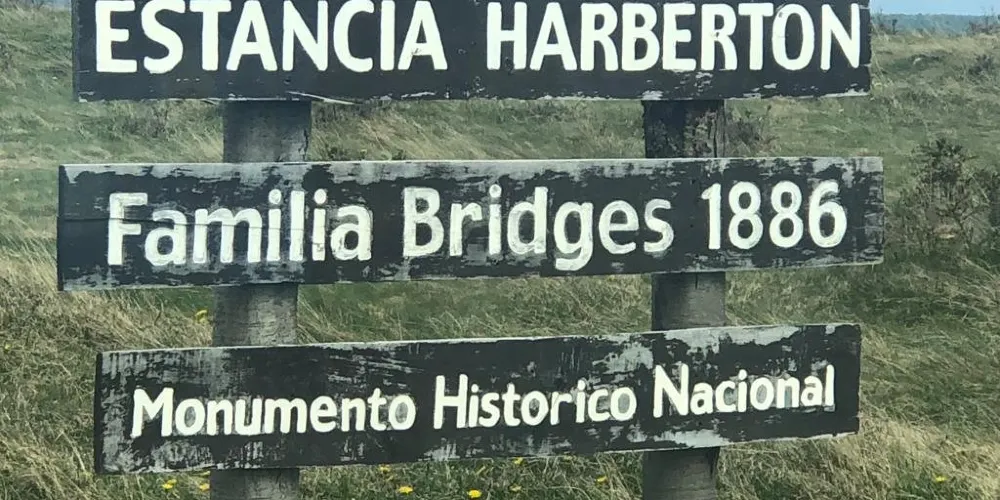 ESTANCIA HARBERTON
Familia Bridges 1886
Monumento Historico Nacional